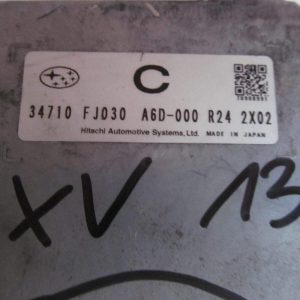 C
34710 FJ030 A6D-000 R24 2X02
Hitachi Automotive Systems, Ltd. MADE IN JAPAN
XV 13